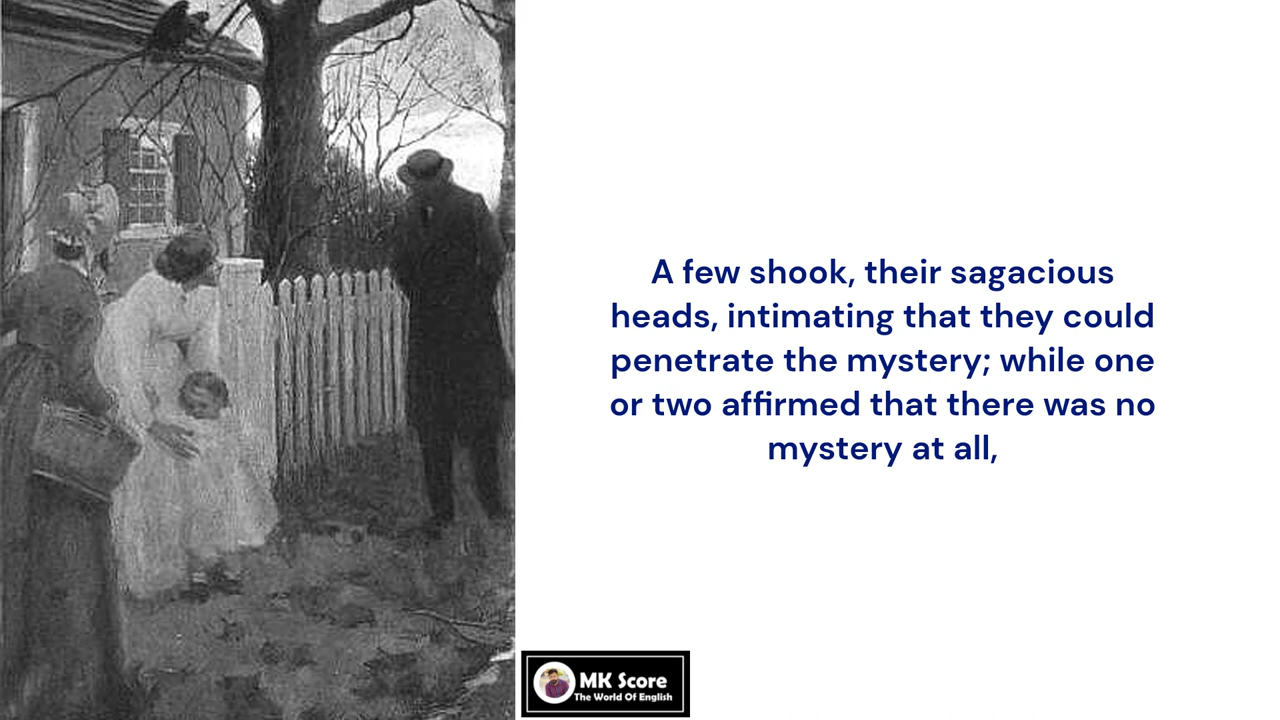 A few shook, their sagacious
heads, intimating that they could
penetrate the mystery; while one
or two affirmed that there was no
mystery at all,
MK Score
The World Of English